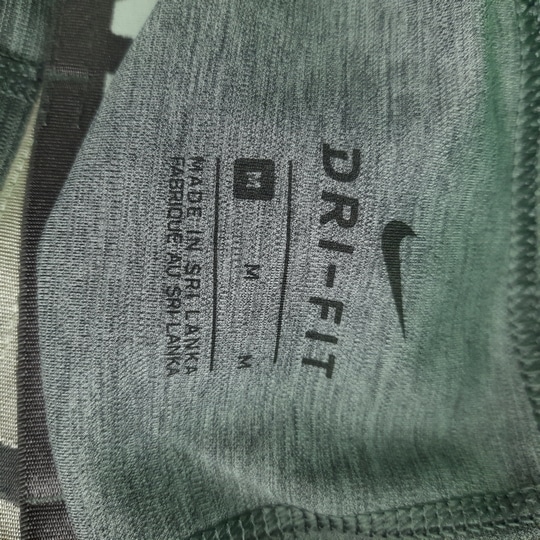 DRI-FIT
M M M
MADE IN SRI LANKA
FABRIQUÉ AU SRI-LANKA